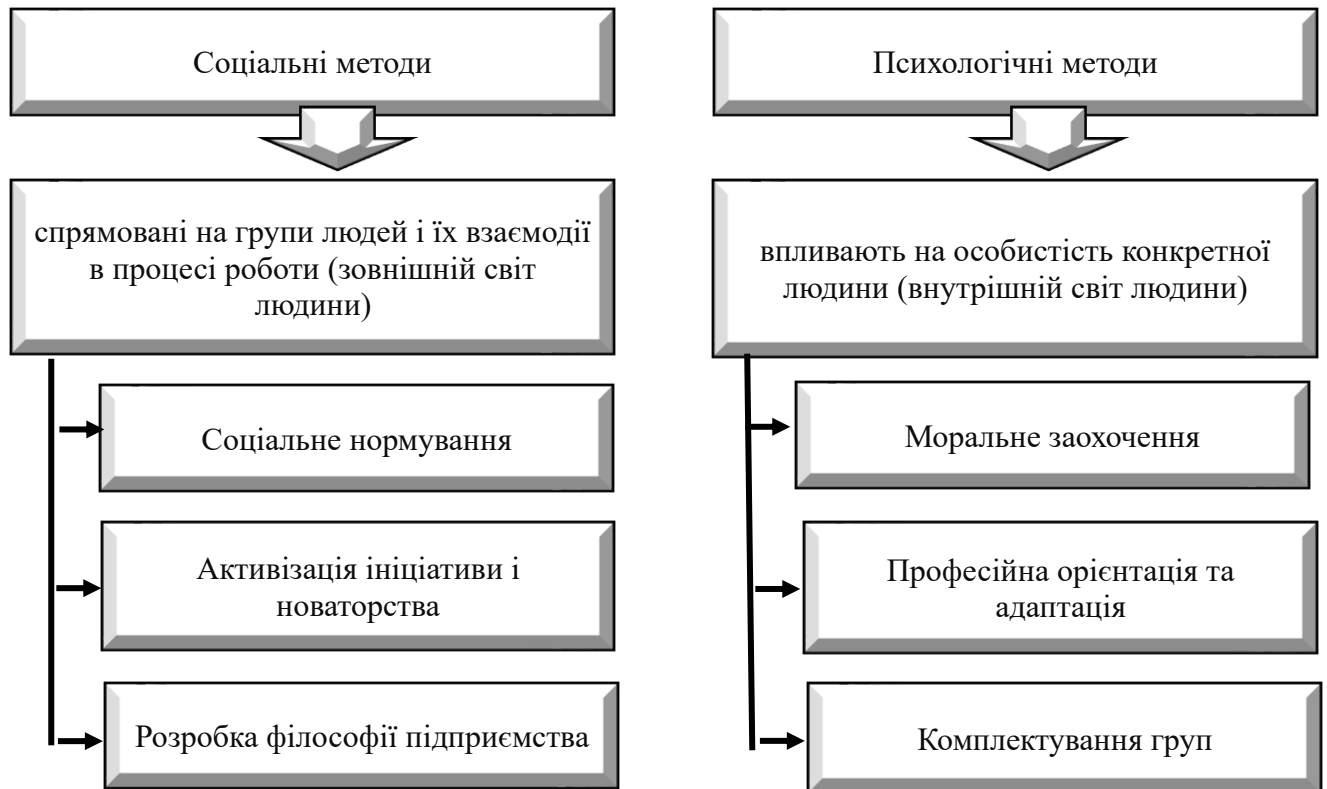 Соціальні методи
спрямовані на групи людей і їх взаємодії
в процесі роботи (зовнішній світ
людини)
Соціальне нормування
Активізація ініціативи і
новаторства
Розробка філософії підприємства
Психологічні методи
впливають на особистість конкретної
людини (внутрішній світ людини)
Моральне заохочення
Професійна орієнтація та
адаптація
Комплектування груп